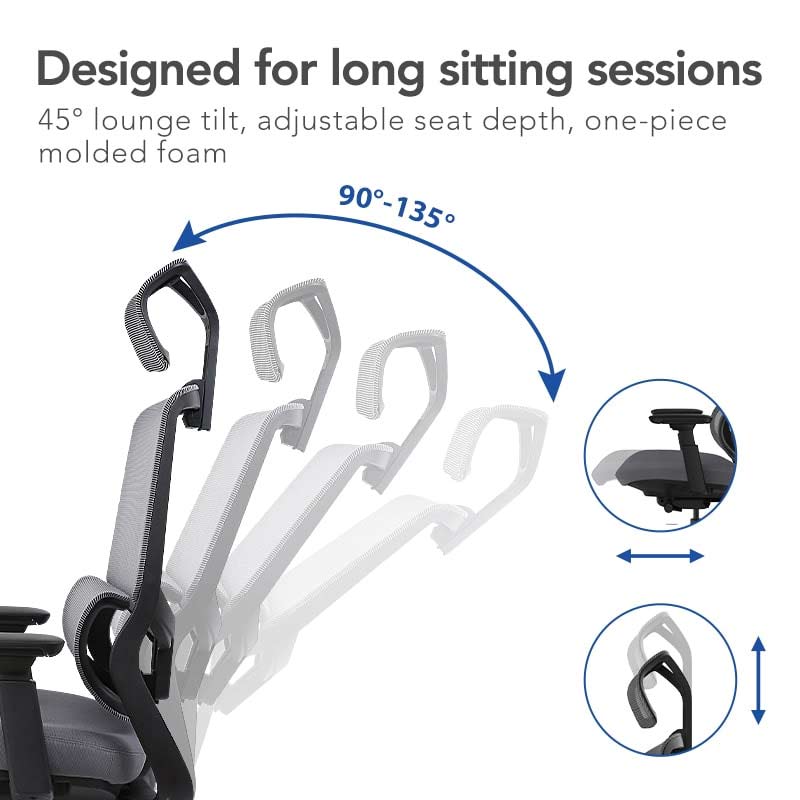 Designed for long sitting sessions
45° lounge tilt, adjustable seat depth, one-piece
molded foam
90°-135°